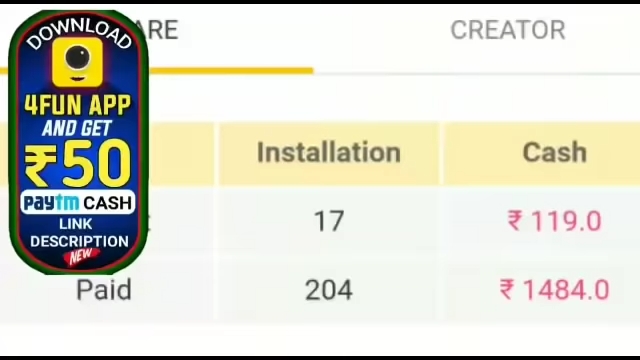 DOWNLOAD
4FUN APP
AND GET
₹50
Paytm CASH
LINK
DESCRIPTION
NEW
CREATOR
Installation Cash
17 ₹ 119.0
Paid 204 ₹ 1484.0